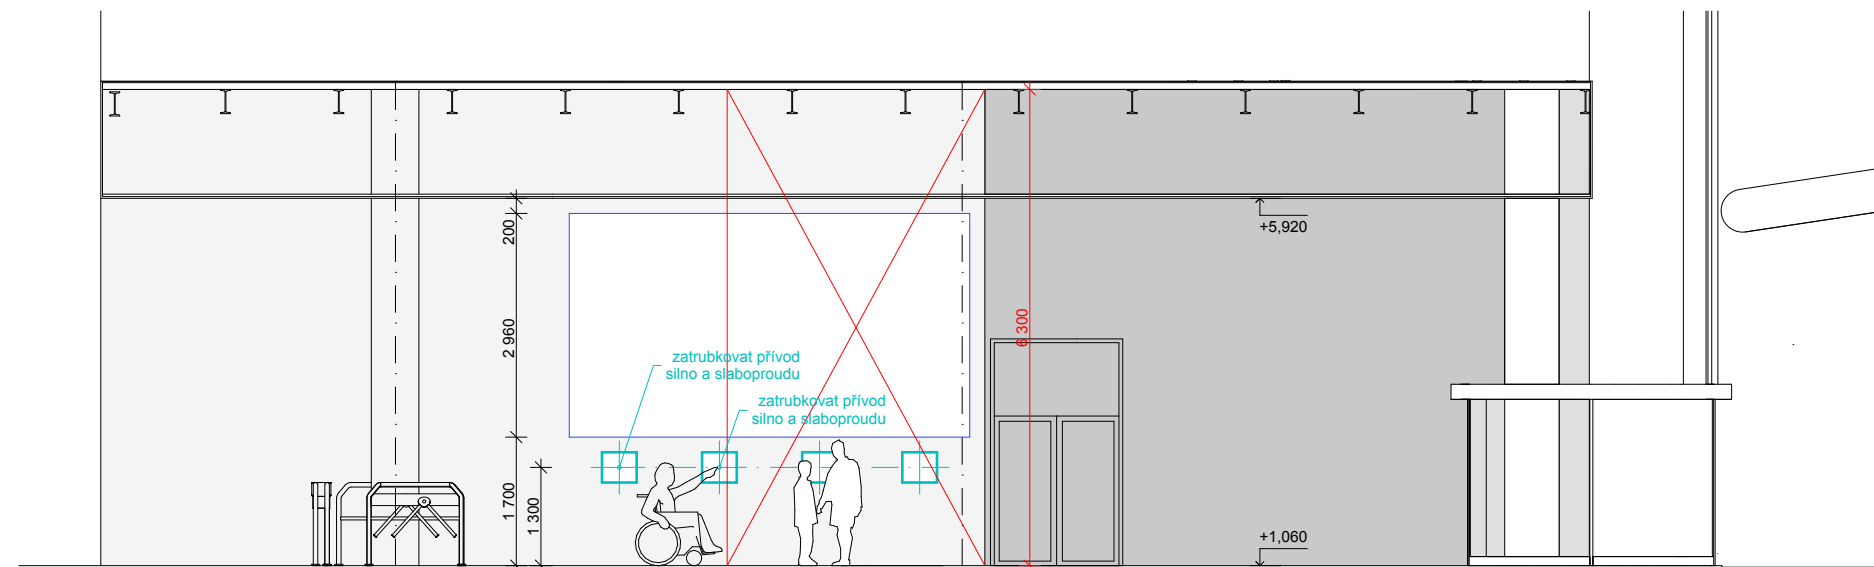 200
+5,920
2 960
6 300
zatrubkovat přívod
silno a slaboproudu
zatrubkovat přívod
silno a slaboproudu
1 700
1 300
+1,060